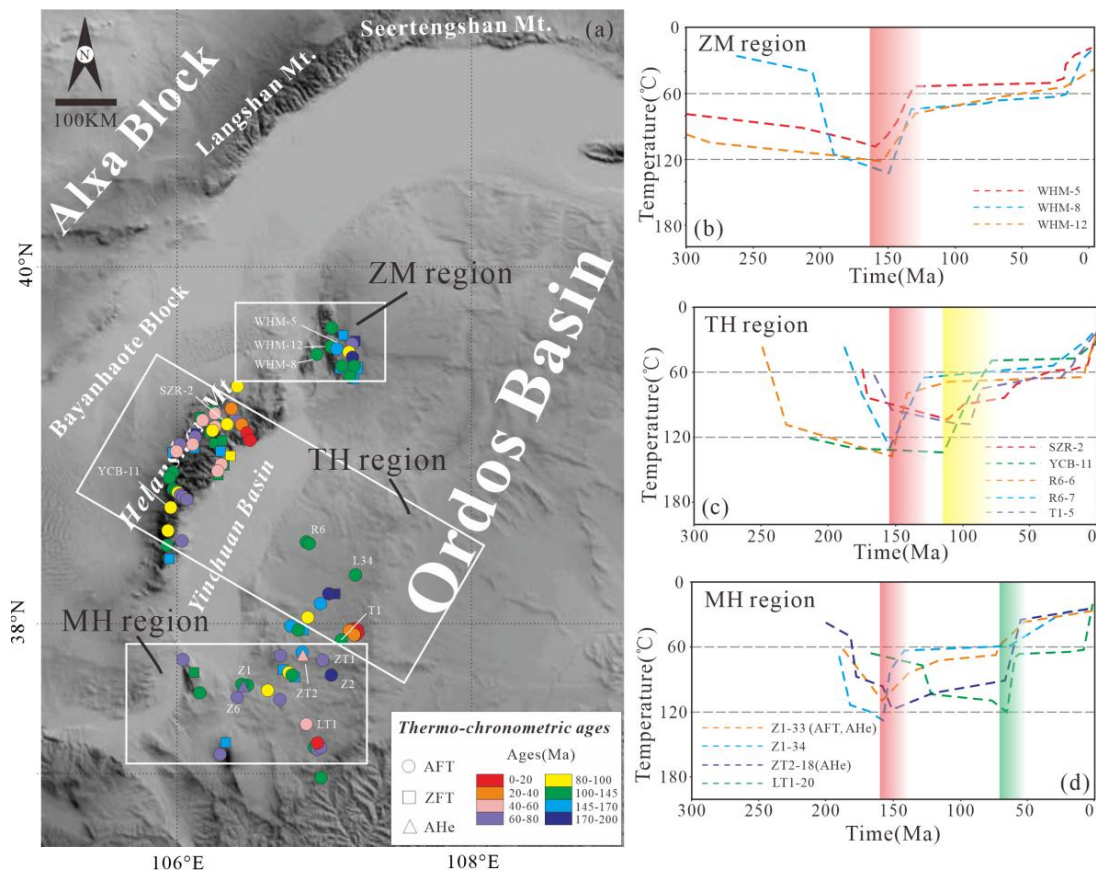 (a)
N
100KM
Seertengshan Mt.
Langshan Mt.
Alxa Block
40°N
ZM region
WHM-5
WHM-12
WHM-8
Bayanhaote Block
SZR-2
Helanshan Mt.
YCB-11
TH region
Ordos Basin
Yinchuan Basin
R6
L34
38°N
T1
MH region
ZT1
Z1
Z2
ZT2
Z6
LT1
Thermo-chronometric ages
AFT
ZFT
AHe
Ages(Ma)
0-20
20-40
40-60
60-80
80-100
100-145
145-170
170-200
106°E
108°E
ZM region
Temperature(℃)
0
60
120
180
WHM-5
WHM-8
WHM-12
(b)
300 250 200 150 100 50 0
Time(Ma)
TH region
Temperature(℃)
0
60
120
180
SZR-2
YCB-11
R6-6
R6-7
T1-5
(c)
300 250 200 150 100 50 0
Time(Ma)
MH region
Temperature(℃)
0
60
120
180
Z1-33 (AFT, AHe)
Z1-34
ZT2-18(AHe)
LT1-20
(d)
300 250 200 150 100 50 0
Time(Ma)